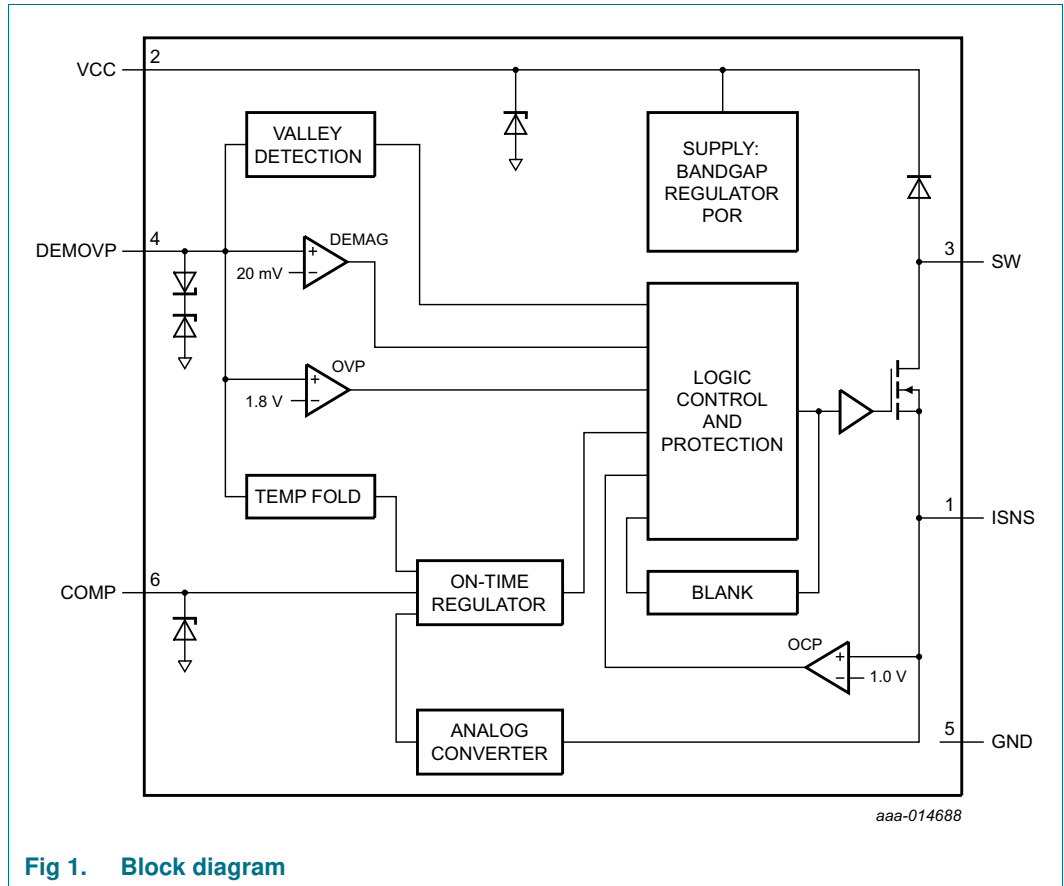 2
VCC
VALLEY
DETECTION
SUPPLY:
BANDGAP
REGULATOR
POR
4
DEMOVP
DEMAG
+
20 mV
−
3
SW
OVP
+
1.8 V
−
LOGIC
CONTROL
AND
PROTECTION
TEMP FOLD
1
ISNS
6
COMP
ON-TIME
REGULATOR
BLANK
OCP
+
− 1.0 V
ANALOG
CONVERTER
5
GND
aaa-014688
Fig 1. Block diagram